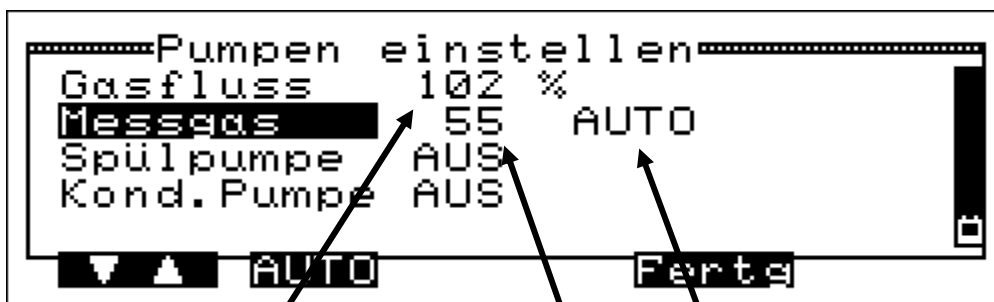 Pumpen einstellen
Gasfluss 102 %
Messgas 55 AUTO
Spülpumpe AUS
Kond.Pumpe AUS
▼ ▲ AUTO Fertg